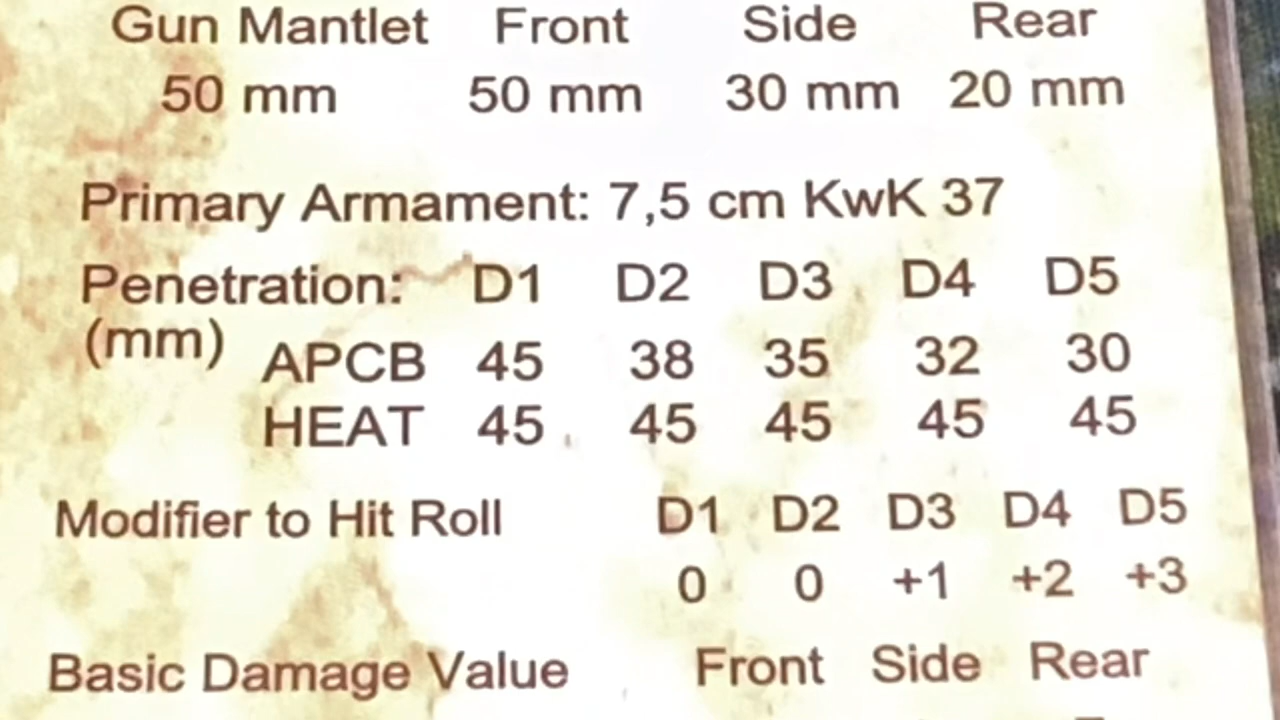 Gun Mantlet Front Side Rear
50 mm 50 mm 30 mm 20 mm
Primary Armament: 7,5 cm KwK 37
Penetration: D1 D2 D3 D4 D5
(mm) APCB 45 38 35 32 30
HEAT 45 45 45 45 45
Modifier to Hit Roll D1 D2 D3 D4 D5
0 0 +1 +2 +3
Basic Damage Value Front Side Rear